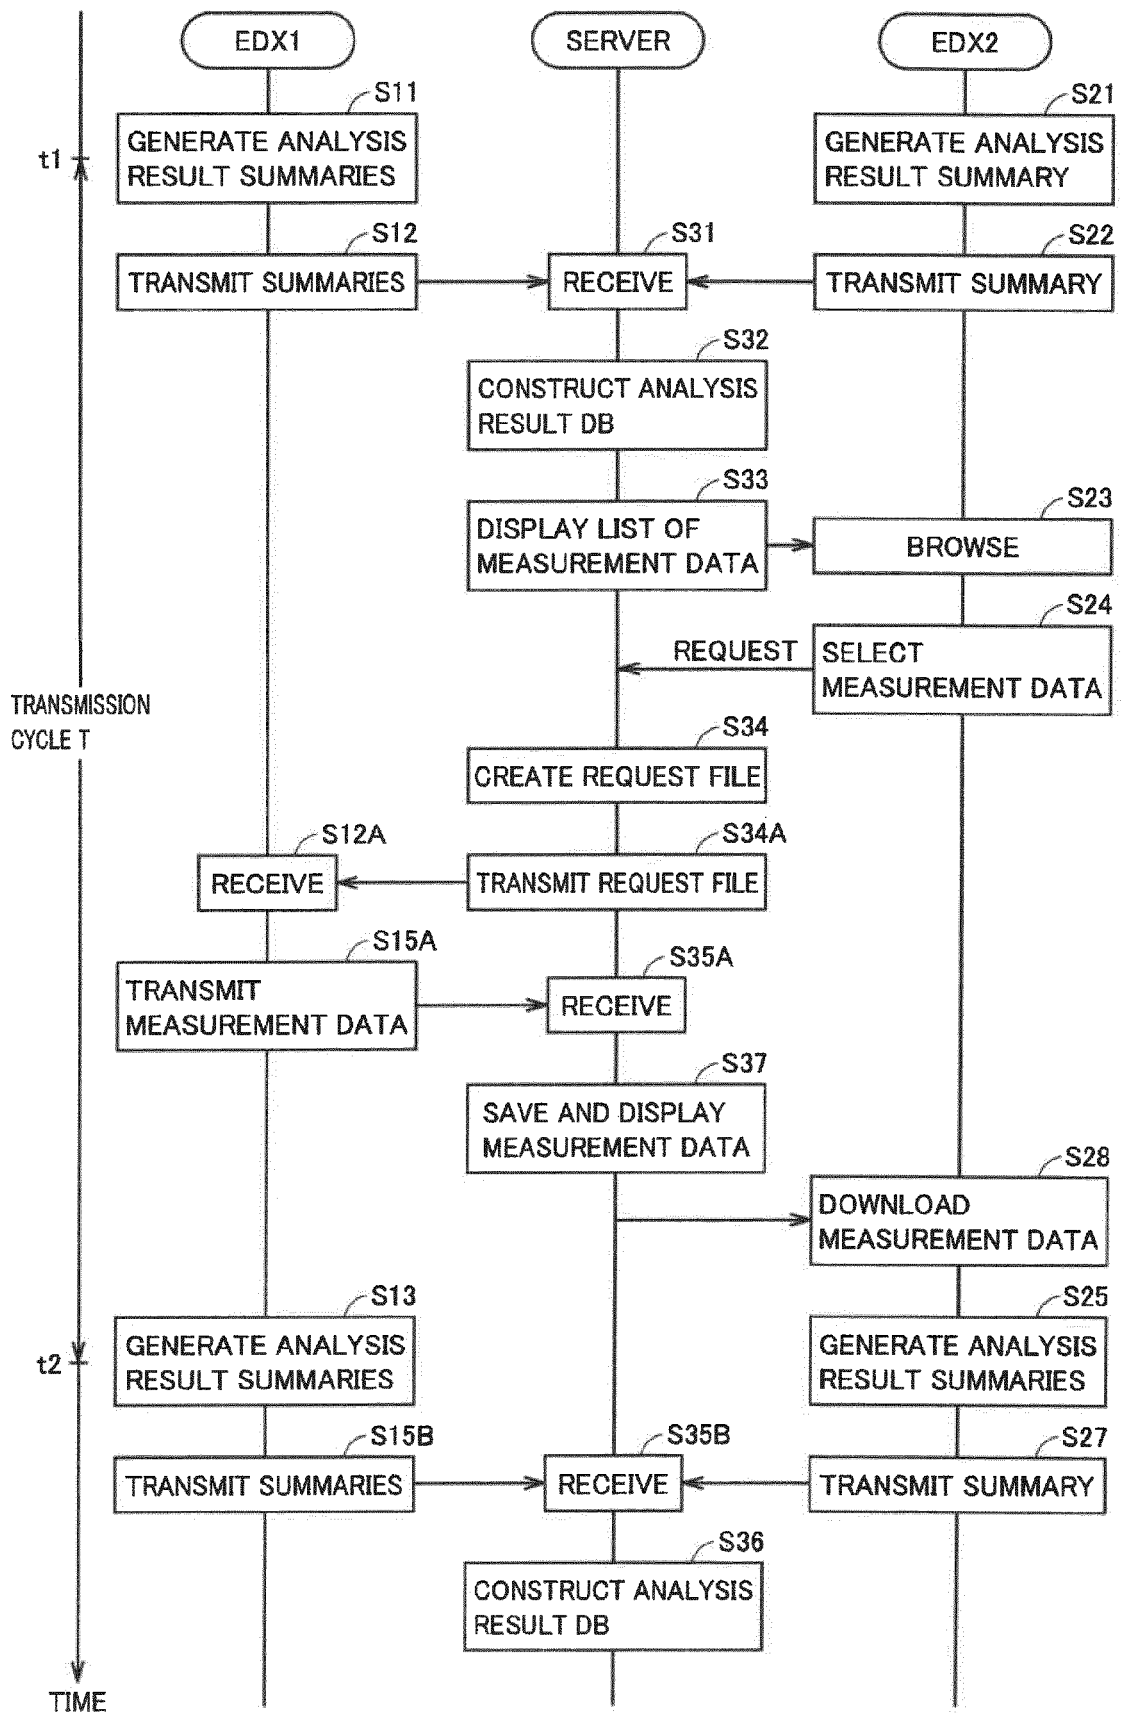 EDX1
SERVER
EDX2
S11
S21
GENERATE ANALYSIS
RESULT SUMMARIES
GENERATE ANALYSIS
RESULT SUMMARY
t1
S12
S31
S22
TRANSMIT SUMMARIES
RECEIVE
TRANSMIT SUMMARY
S32
CONSTRUCT ANALYSIS
RESULT DB
S33
S23
DISPLAY LIST OF
MEASUREMENT DATA
BROWSE
S24
REQUEST
SELECT
MEASUREMENT DATA
TRANSMISSION
CYCLE T
S34
CREATE REQUEST FILE
S12A
S34A
RECEIVE
TRANSMIT REQUEST FILE
S15A
S35A
TRANSMIT
MEASUREMENT DATA
RECEIVE
S37
SAVE AND DISPLAY
MEASUREMENT DATA
S28
DOWNLOAD
MEASUREMENT DATA
S13
S25
GENERATE ANALYSIS
RESULT SUMMARIES
GENERATE ANALYSIS
RESULT SUMMARIES
t2
S15B
S35B
S27
TRANSMIT SUMMARIES
RECEIVE
TRANSMIT SUMMARY
S36
CONSTRUCT ANALYSIS
RESULT DB
TIME